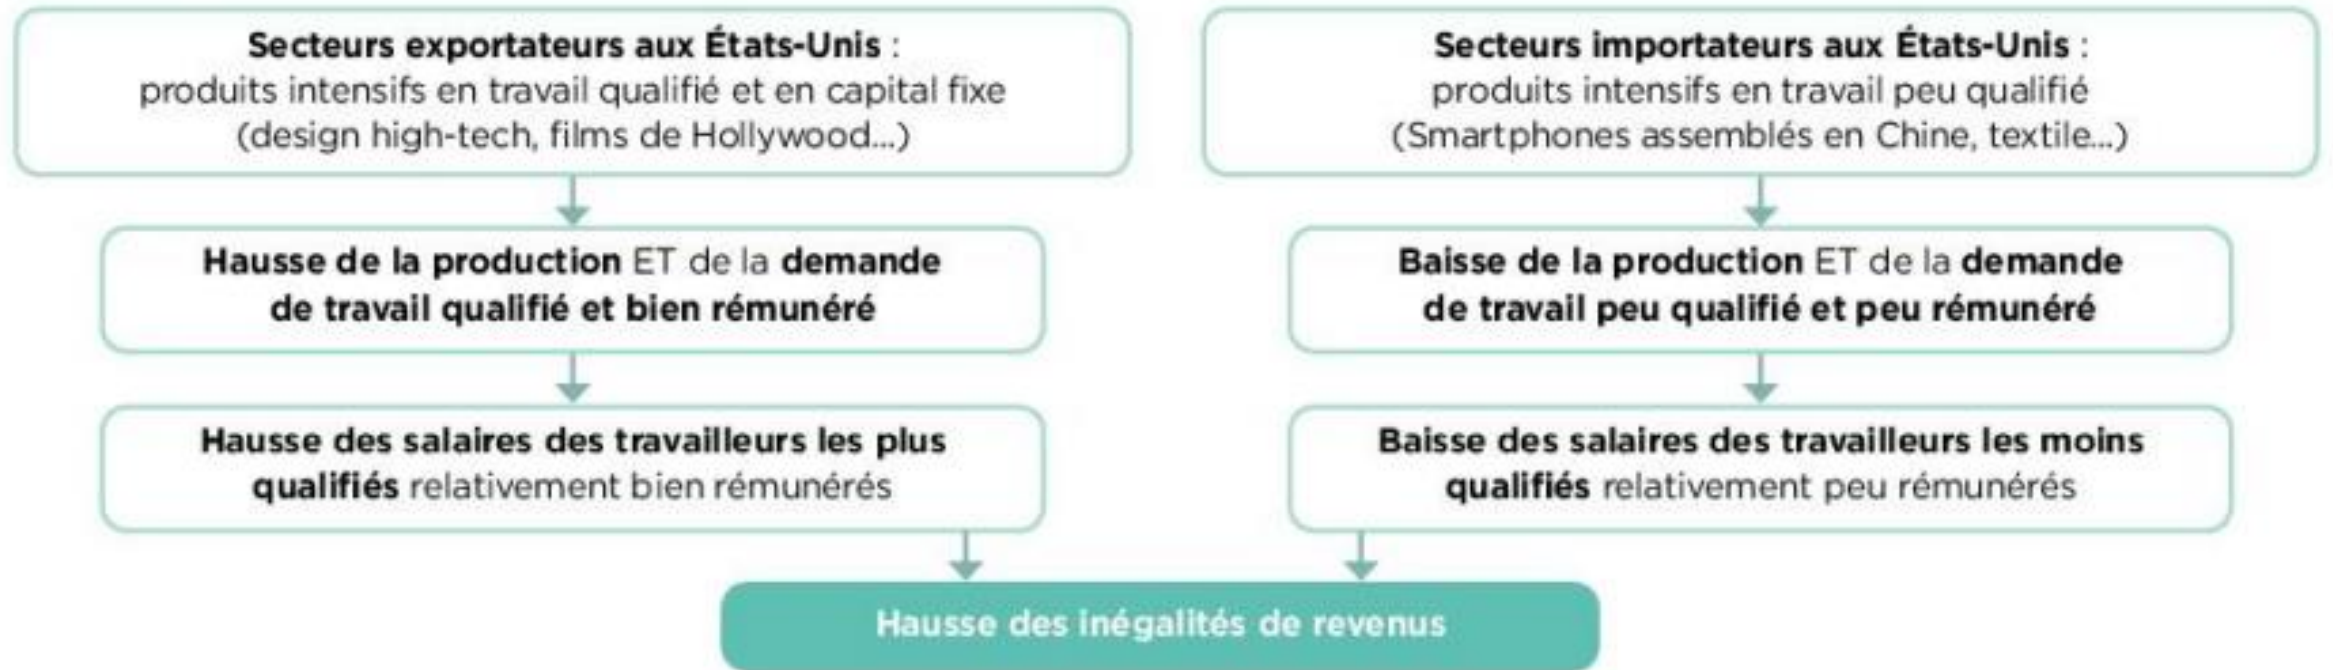 Secteurs exportateurs aux États-Unis :
produits intensifs en travail qualifié et en capital fixe
(design high-tech, films de Hollywood...)
Hausse de la production ET de la demande
de travail qualifié et bien rémunéré
Hausse des salaires des travailleurs les plus
qualifiés relativement bien rémunérés
Secteurs importateurs aux États-Unis :
produits intensifs en travail peu qualifié
(Smartphones assemblés en Chine, textile...)
Baisse de la production ET de la demande
de travail peu qualifié et peu rémunéré
Baisse des salaires des travailleurs les moins
qualifiés relativement peu rémunérés
Hausse des inégalités de revenus